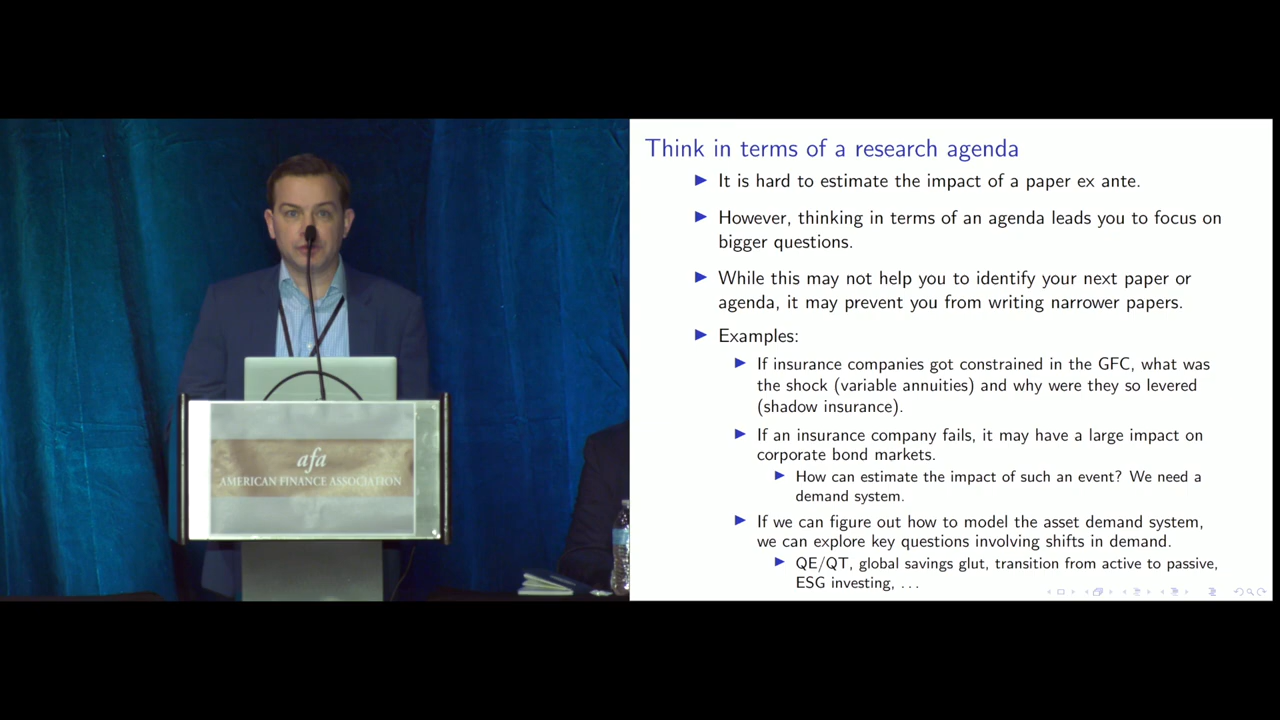 afa
AMERICAN FINANCE ASSOCIATION
Think in terms of a research agenda
It is hard to estimate the impact of a paper ex ante.
However, thinking in terms of an agenda leads you to focus on
bigger questions.
While this may not help you to identify your next paper or
agenda, it may prevent you from writing narrower papers.
Examples:
If insurance companies got constrained in the GFC, what was
the shock (variable annuities) and why were they so levered
(shadow insurance).
If an insurance company fails, it may have a large impact on
corporate bond markets.
How can estimate the impact of such an event? We need a
demand system.
If we can figure out how to model the asset demand system,
we can explore key questions involving shifts in demand.
QE/QT, global savings glut, transition from active to passive,
ESG investing, . . .